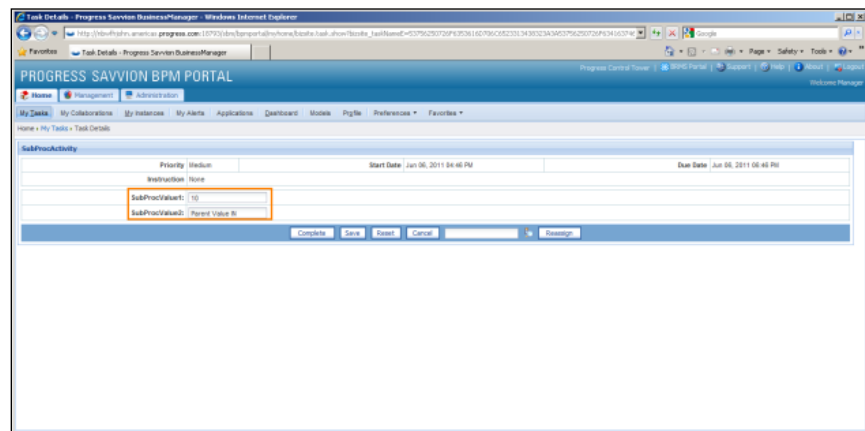 Task Details - Progress Savvion BusinessManager - Windows Internet Explorer
Google
Favorites Task Details - Progress Savvion BusinessManager Page Safety Tools
PROGRESS SAVVION BPM PORTAL
Progress Control Tower | BRMS Portal | Support | Help | About | Logout
Welcome Manager
Home Management Administration
My Tasks My Collaborations My Instances My Alerts Applications Dashboard Models Profile Preferences Favorites
Home › My Tasks › Task Details
SubProcActivity
Priority Medium Start Date Jun 06, 2011 04:46 PM Due Date Jun 06, 2011 06:46 PM
Instruction None
SubProcValue1: 10
SubProcValue2: Parent Value IN
Complete Save Reset Cancel Reassign